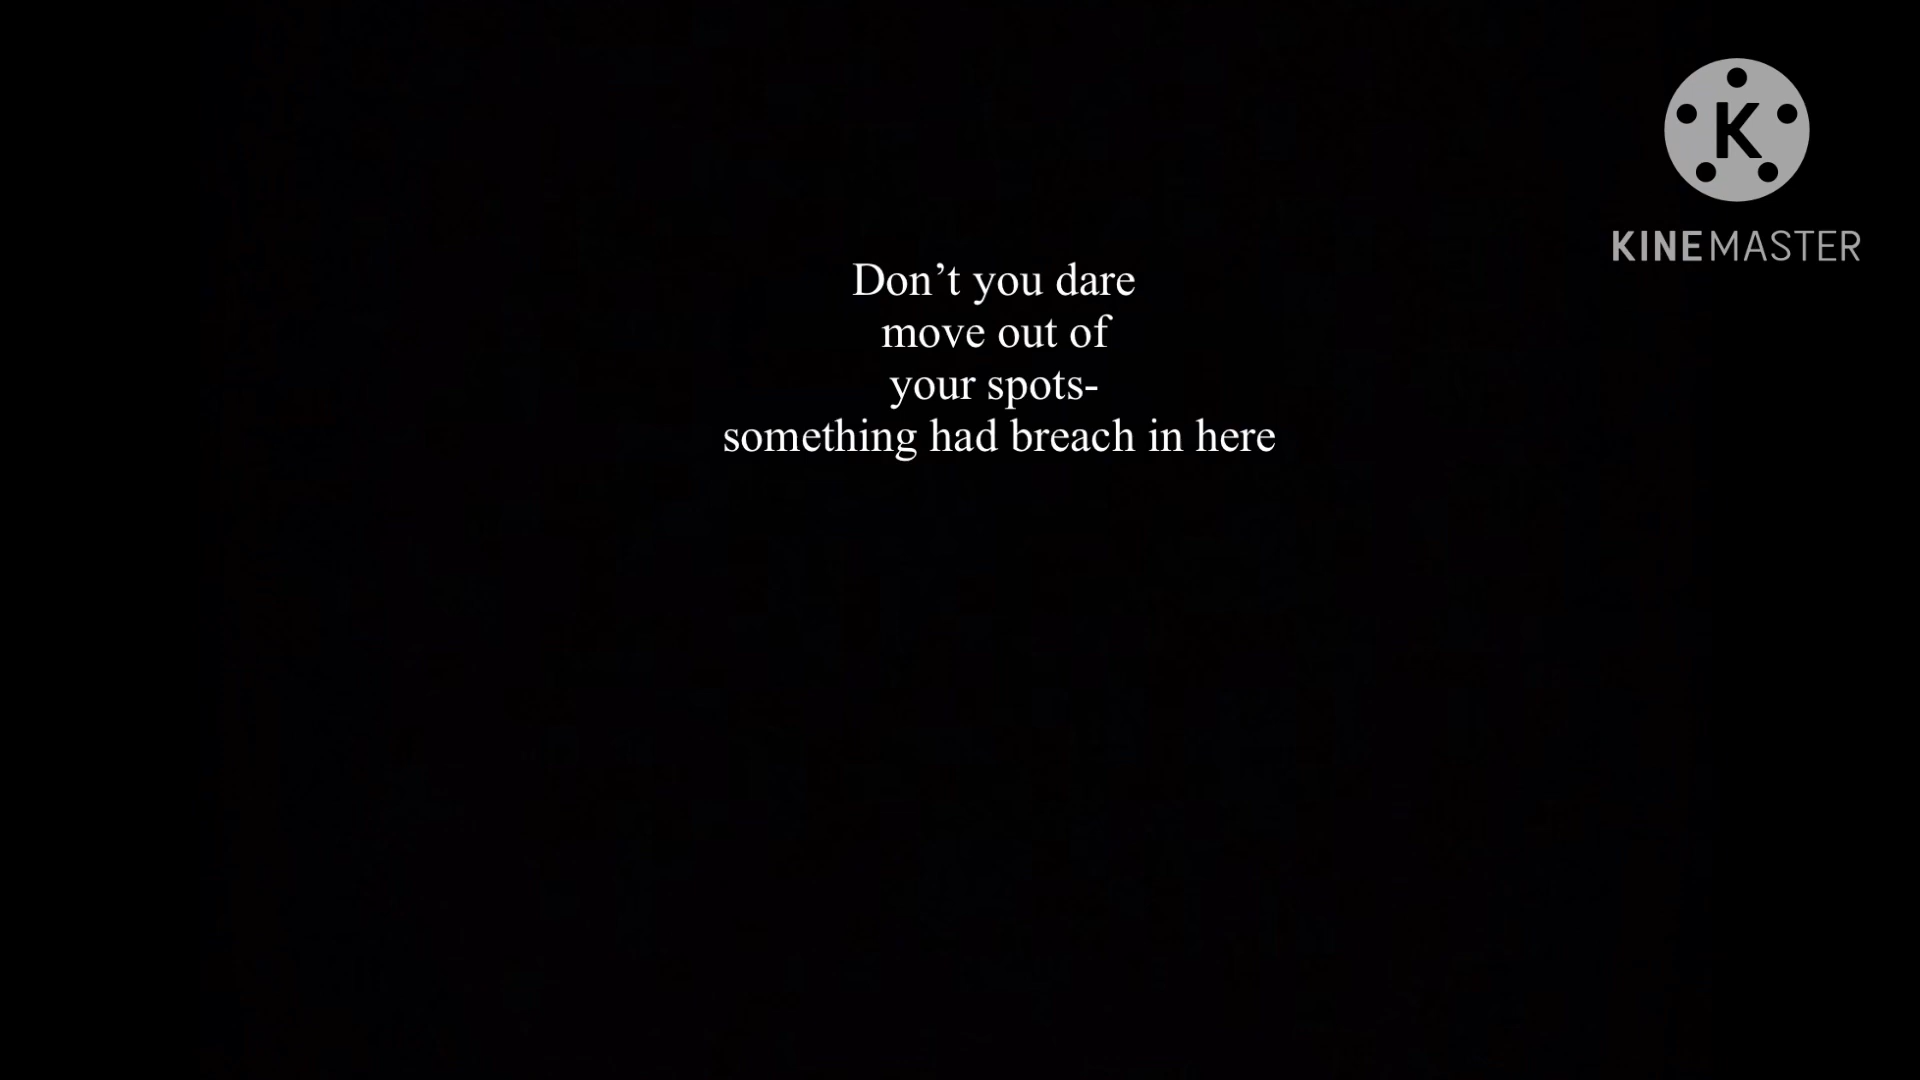 K
KINEMASTER
Don’t you dare
move out of
your spots-
something had breach in here